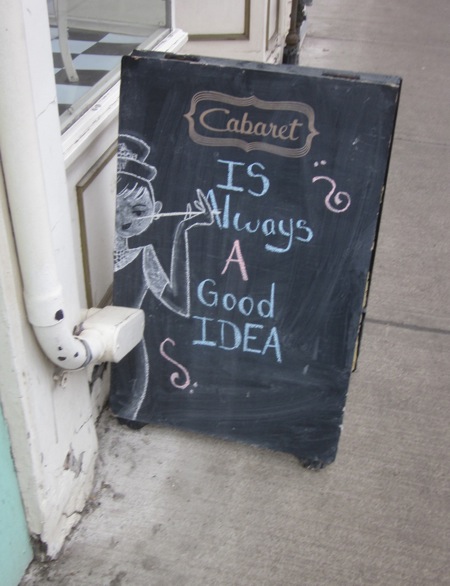 Cabaret
IS
Always
A
Good
IDEA